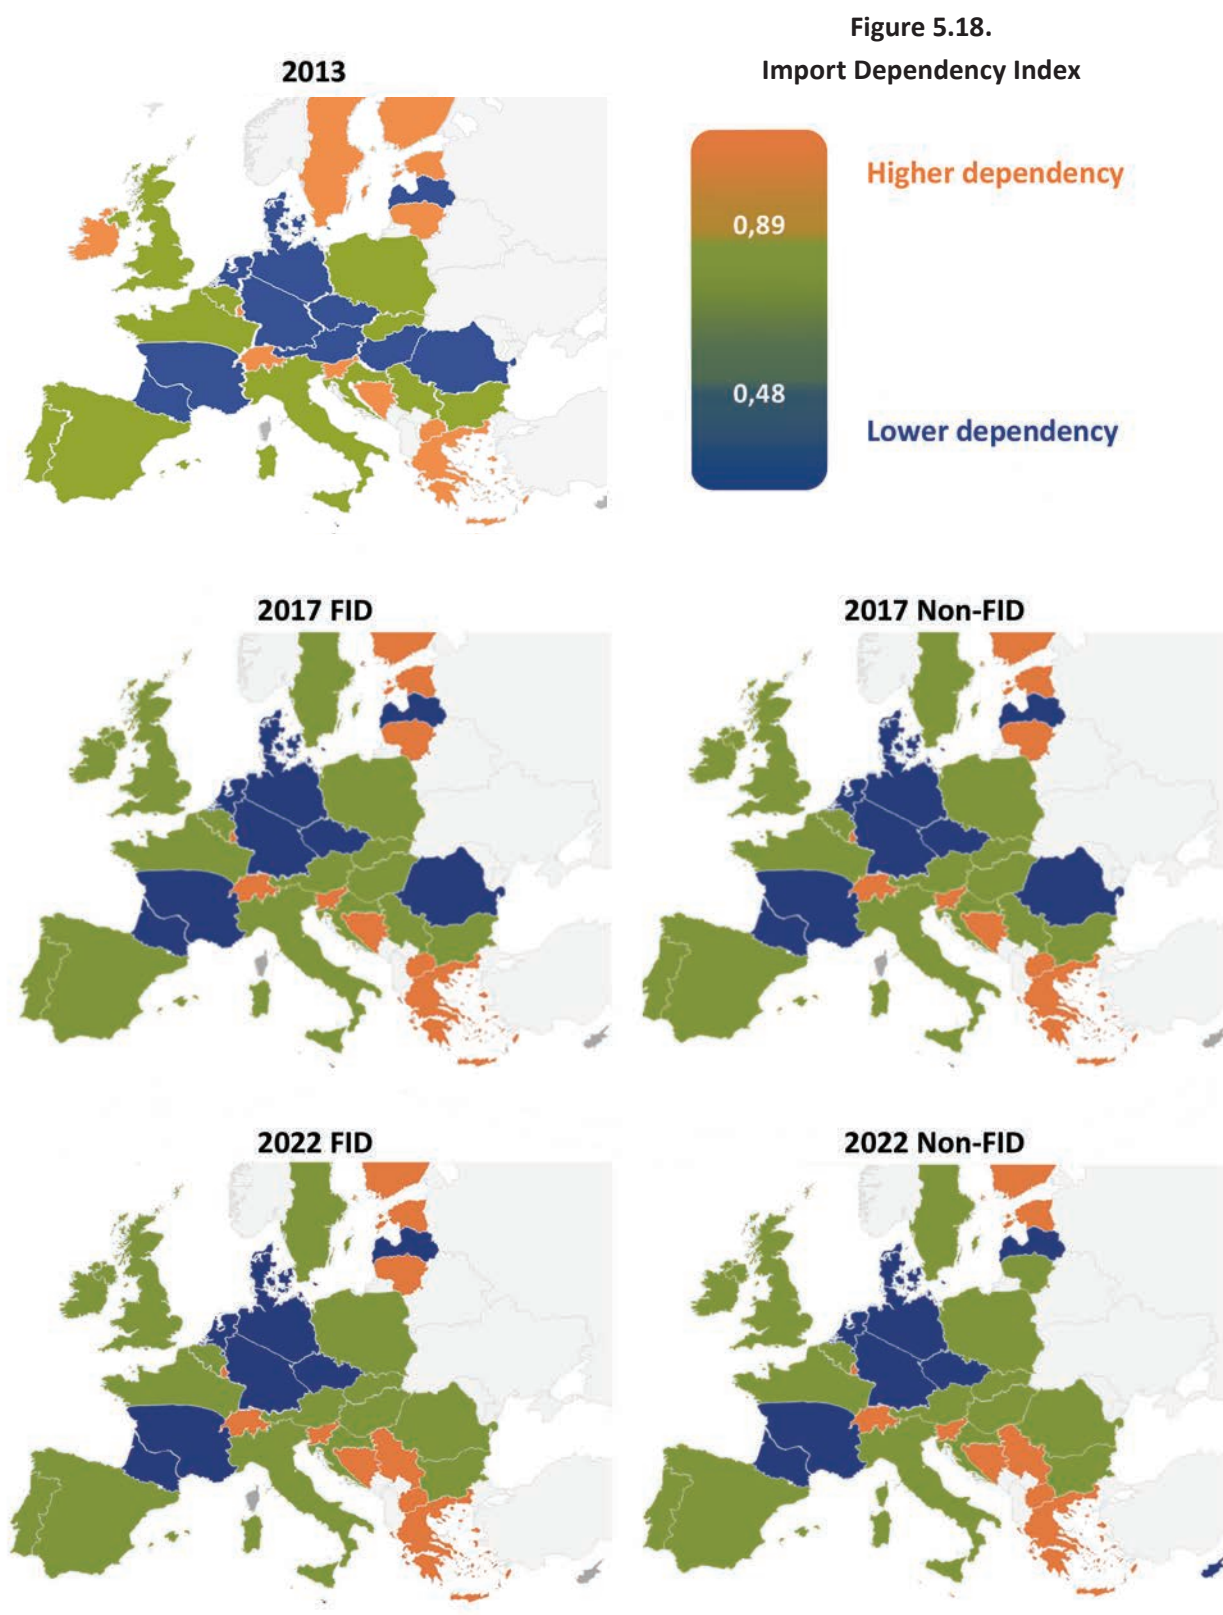 Figure 5.18.
Import Dependency Index
2013
Higher dependency
0,89
0,48
Lower dependency
2017 FID
2017 Non-FID
2022 FID
2022 Non-FID